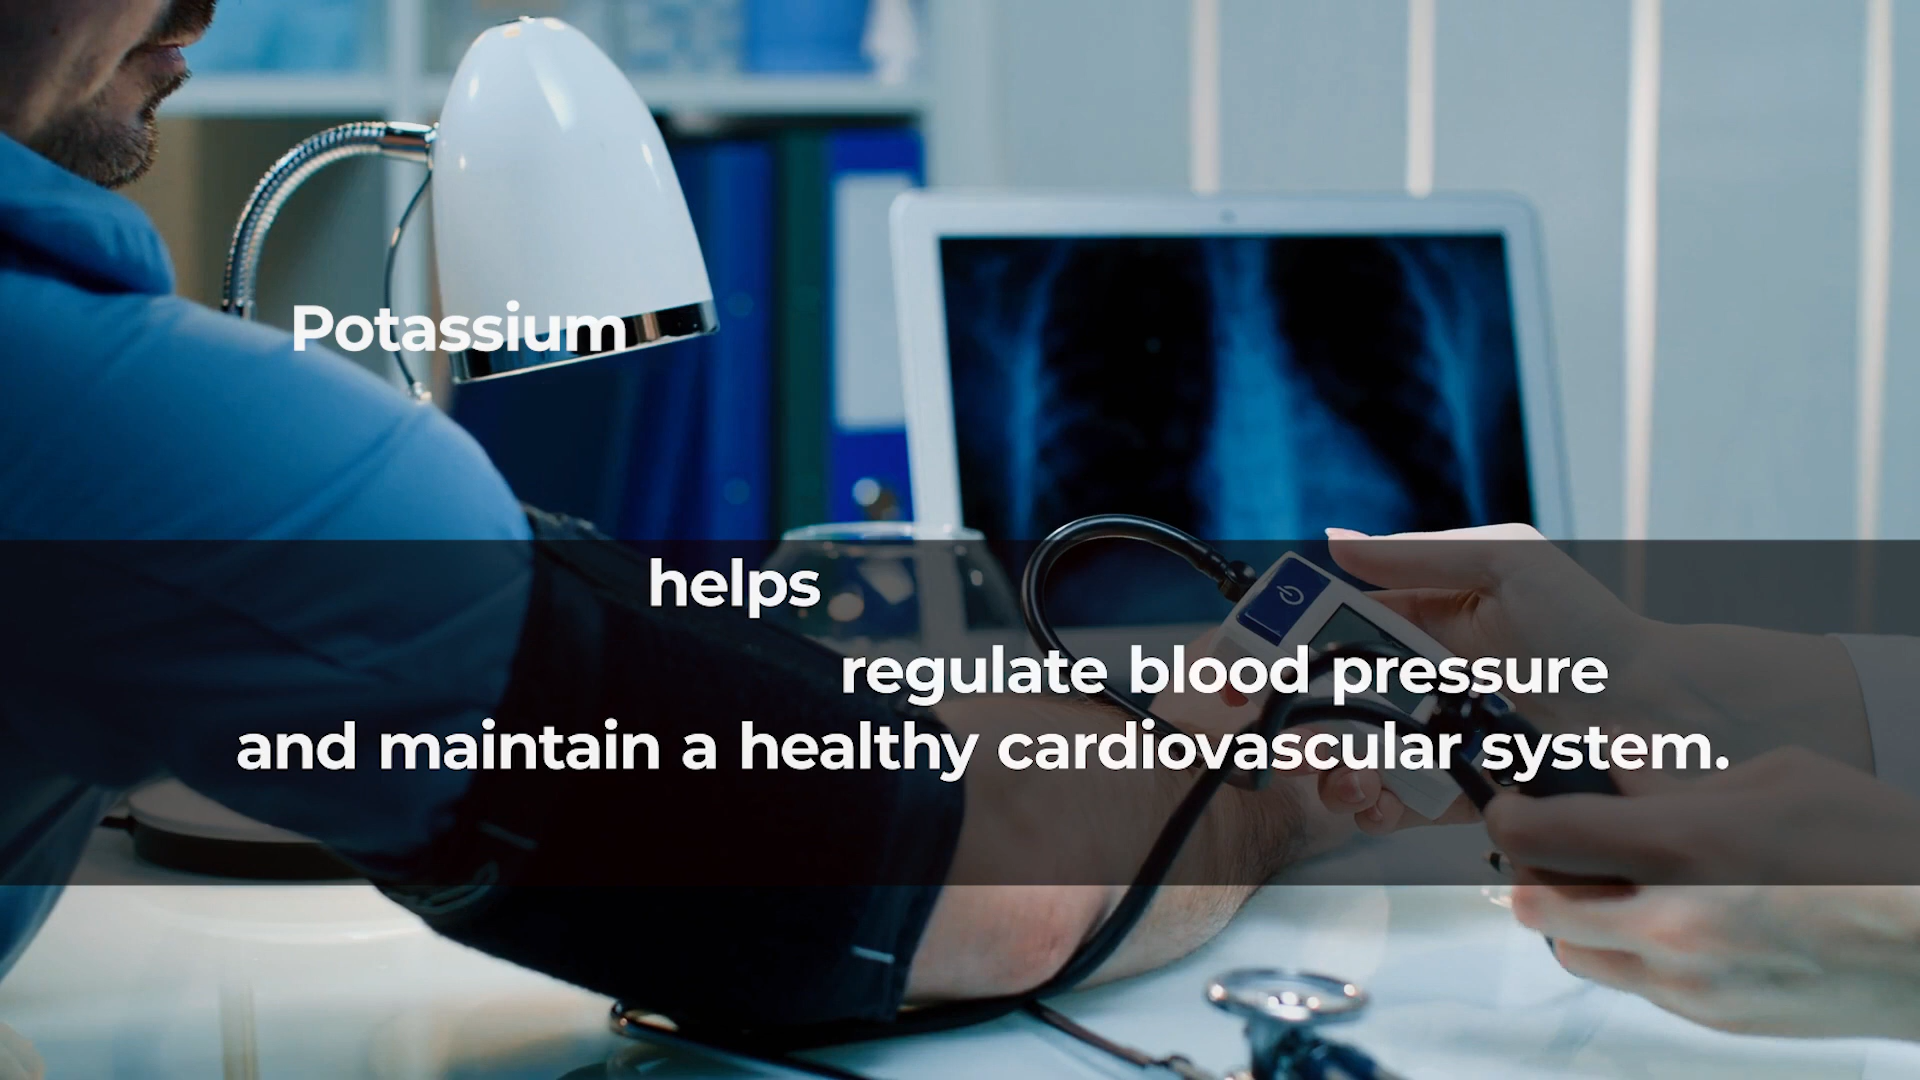 Potassium
helps
regulate blood pressure
and maintain a healthy cardiovascular system.